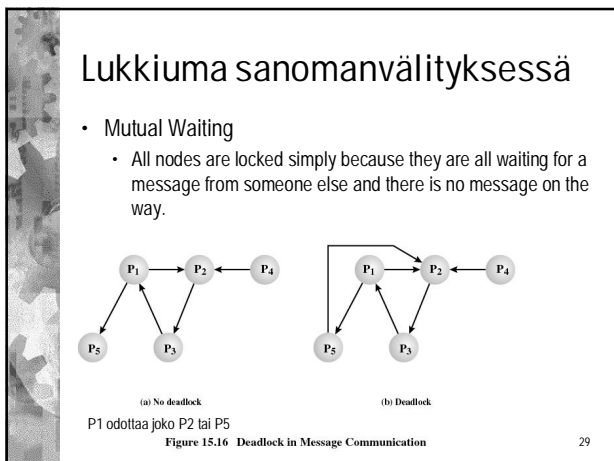 Lukkiuma sanomanvälityksessä
• Mutual Waiting
• All nodes are locked simply because they are all waiting for a
message from someone else and there is no message on the
way.
P1 P2 P4
P5 P3
P1 P2 P4
P5 P3
(a) No deadlock
(b) Deadlock
P1 odottaa joko P2 tai P5
Figure 15.16 Deadlock in Message Communication
29